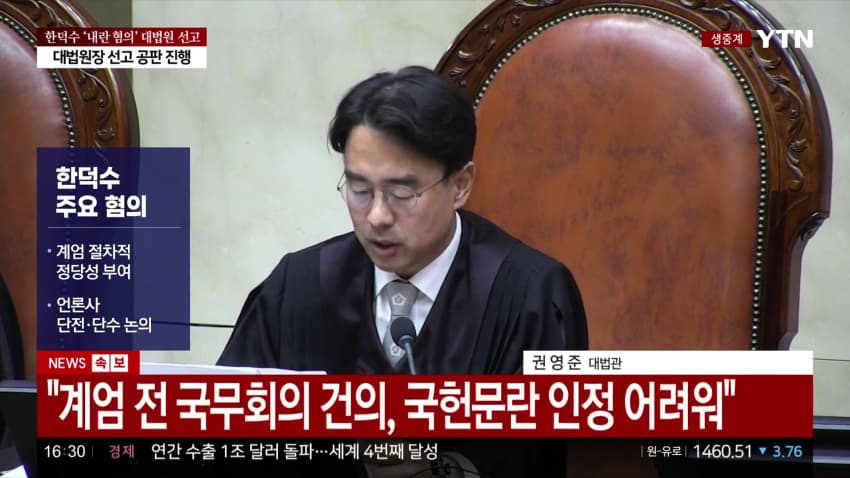 한덕수 '내란 혐의' 대법원 선고
대법원장 선고 공판 진행
생중계
YTN
한덕수
주요 혐의
· 계엄 절차적
정당성 부여
· 언론사
단전·단수 논의
NEWS 속보
권영준 대법관
"계엄 전 국무회의 건의, 국헌문란 인정 어려워"
16:30 경제 연간 수출 1조 달러 돌파…세계 4번째 달성
원-유로 1460.51 ▼ 3.76